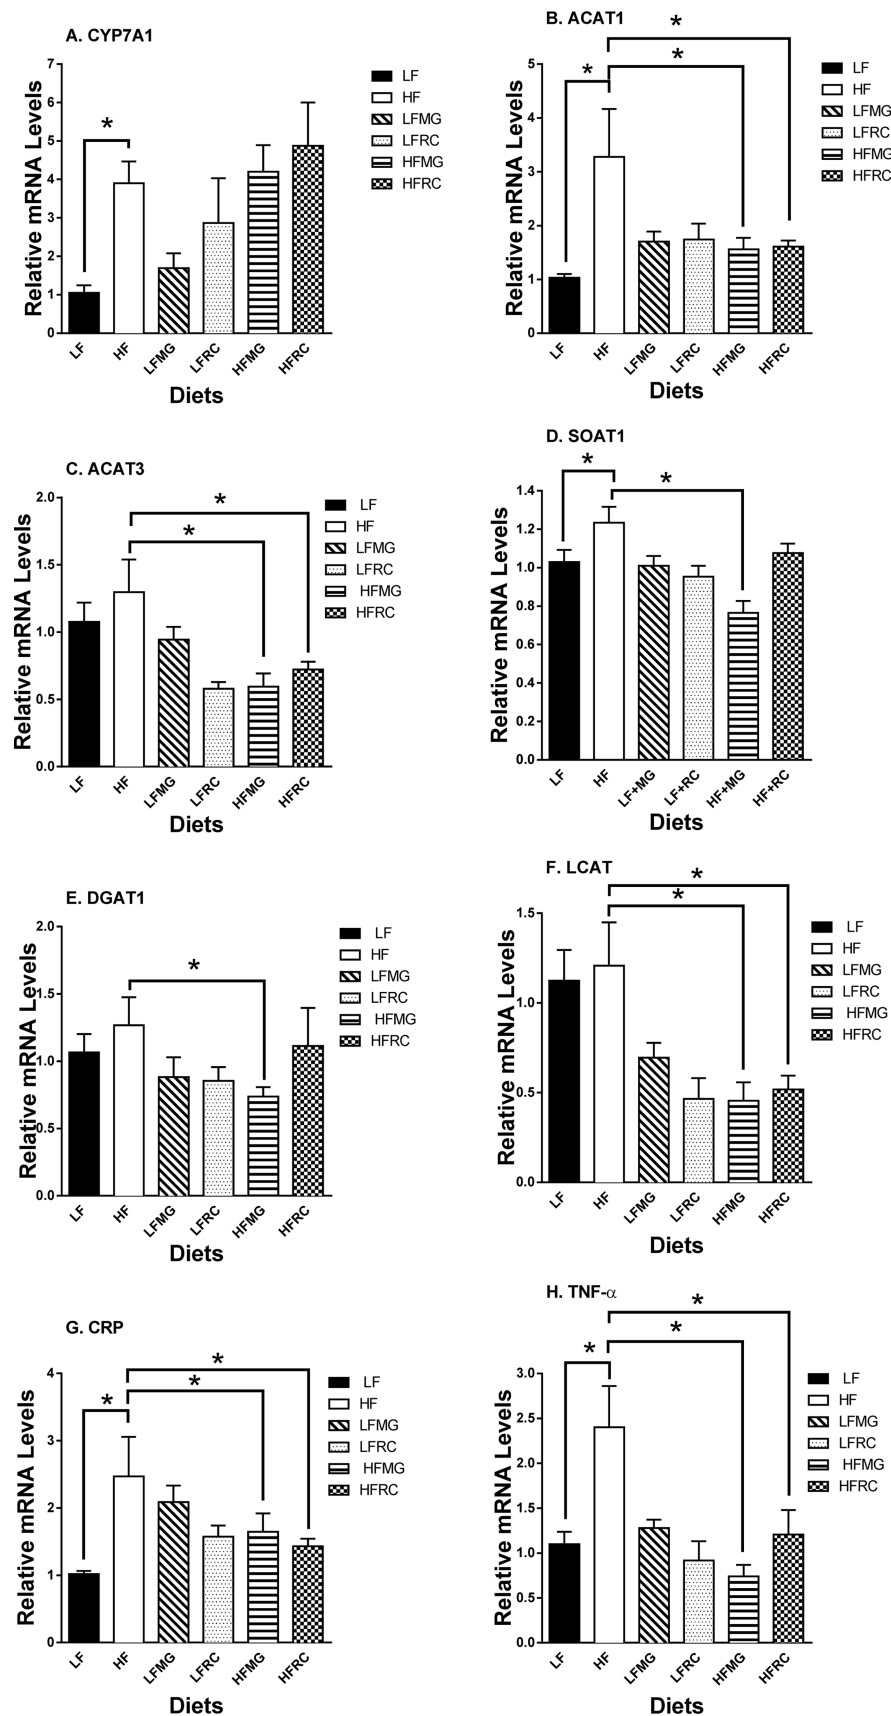 A. CYP7A1
Relative mRNA Levels
7
6
5
4
3
2
1
0
*
LF
HF
LFMG
LFRC
HFMG
HFRC
LF
HF
LFMG
LFRC
HFMG
HFRC
Diets
B. ACAT1
Relative mRNA Levels
5
4
3
2
1
0
*
*
*
LF
HF
LFMG
LFRC
HFMG
HFRC
LF
HF
LFMG
LFRC
HFMG
HFRC
Diets
C. ACAT3
Relative mRNA Levels
2.0
1.5
1.0
0.5
0.0
*
*
LF
HF
LFMG
LFRC
HFMG
HFRC
LF
HF
LFMG
LFRC
HFMG
HFRC
Diets
D. SOAT1
Relative mRNA Levels
1.4
1.2
1.0
0.8
0.6
0.4
0.2
0.0
*
*
LF
HF
LF+MG
LF+RC
HF+MG
HF+RC
Diets
E. DGAT1
Relative mRNA Levels
2.0
1.5
1.0
0.5
0.0
*
LF
HF
LFMG
LFRC
HFMG
HFRC
LF
HF
LFMG
LFRC
HFMG
HFRC
Diets
F. LCAT
Relative mRNA Levels
1.5
1.0
0.5
0.0
*
*
LF
HF
LFMG
LFRC
HFMG
HFRC
LF
HF
LFMG
LFRC
HFMG
HFRC
Diets
G. CRP
Relative mRNA Levels
4
3
2
1
0
*
*
*
LF
HF
LFMG
LFRC
HFMG
HFRC
LF
HF
LFMG
LFRC
HFMG
HFRC
Diets
H. TNF-α
Relative mRNA Levels
3.0
2.5
2.0
1.5
1.0
0.5
0.0
*
*
*
LF
HF
LFMG
LFRC
HFMG
HFRC
LF
HF
LFMG
LFRC
HFMG
HFRC
Diets